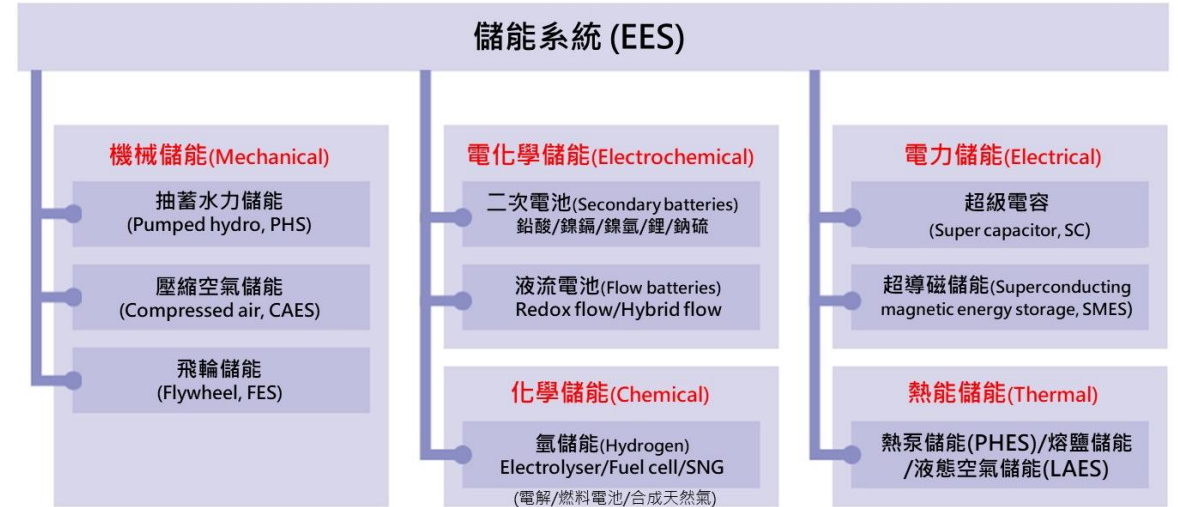 儲能系統 (EES)
機械儲能(Mechanical)
抽蓄水力儲能
(Pumped hydro, PHS)
壓縮空氣儲能
(Compressed air, CAES)
飛輪儲能
(Flywheel, FES)
電化學儲能(Electrochemical)
二次電池(Secondary batteries)
鉛酸/鎳鎘/鎳氫/鋰/鈉硫
液流電池(Flow batteries)
Redox flow/Hybrid flow
化學儲能(Chemical)
氫儲能(Hydrogen)
Electrolyser/Fuel cell/SNG
(電解/燃料電池/合成天然氣)
電力儲能(Electrical)
超級電容
(Super capacitor, SC)
超導磁儲能(Superconducting
magnetic energy storage, SMES)
熱能儲能(Thermal)
熱泵儲能(PHES)/熔鹽儲能
/液態空氣儲能(LAES)